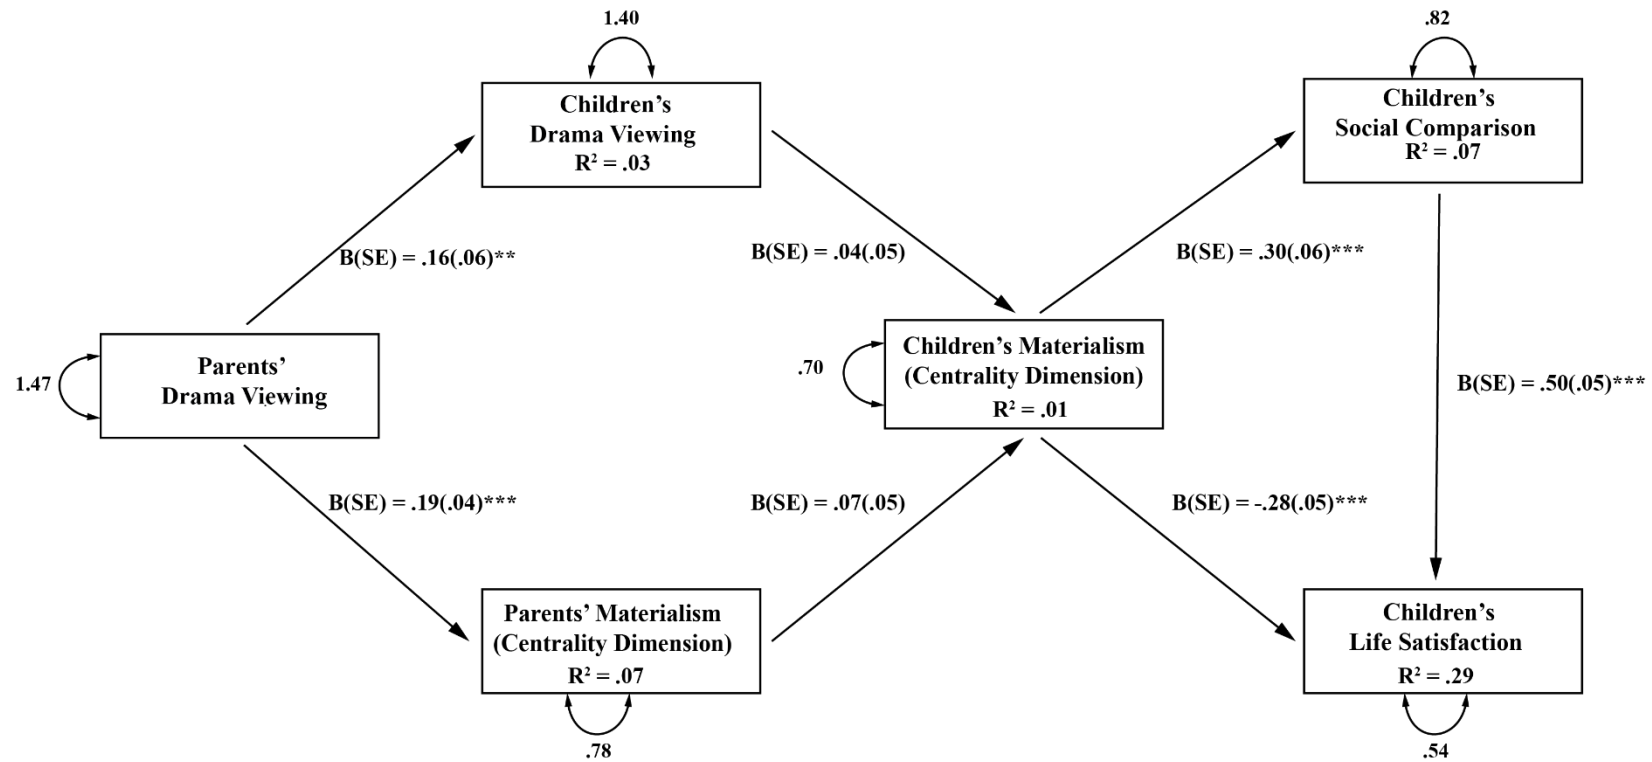 1.40
.82
Children’s
Drama Viewing
R² = .03
Children’s
Social Comparison
R² = .07
B(SE) = .16(.06)**
B(SE) = .04(.05)
B(SE) = .30(.06)***
1.47
Parents’
Drama Viewing
.70
Children’s Materialism
(Centrality Dimension)
R² = .01
B(SE) = .50(.05)***
B(SE) = .19(.04)***
B(SE) = .07(.05)
B(SE) = -.28(.05)***
Parents’ Materialism
(Centrality Dimension)
R² = .07
Children’s
Life Satisfaction
R² = .29
.78
.54